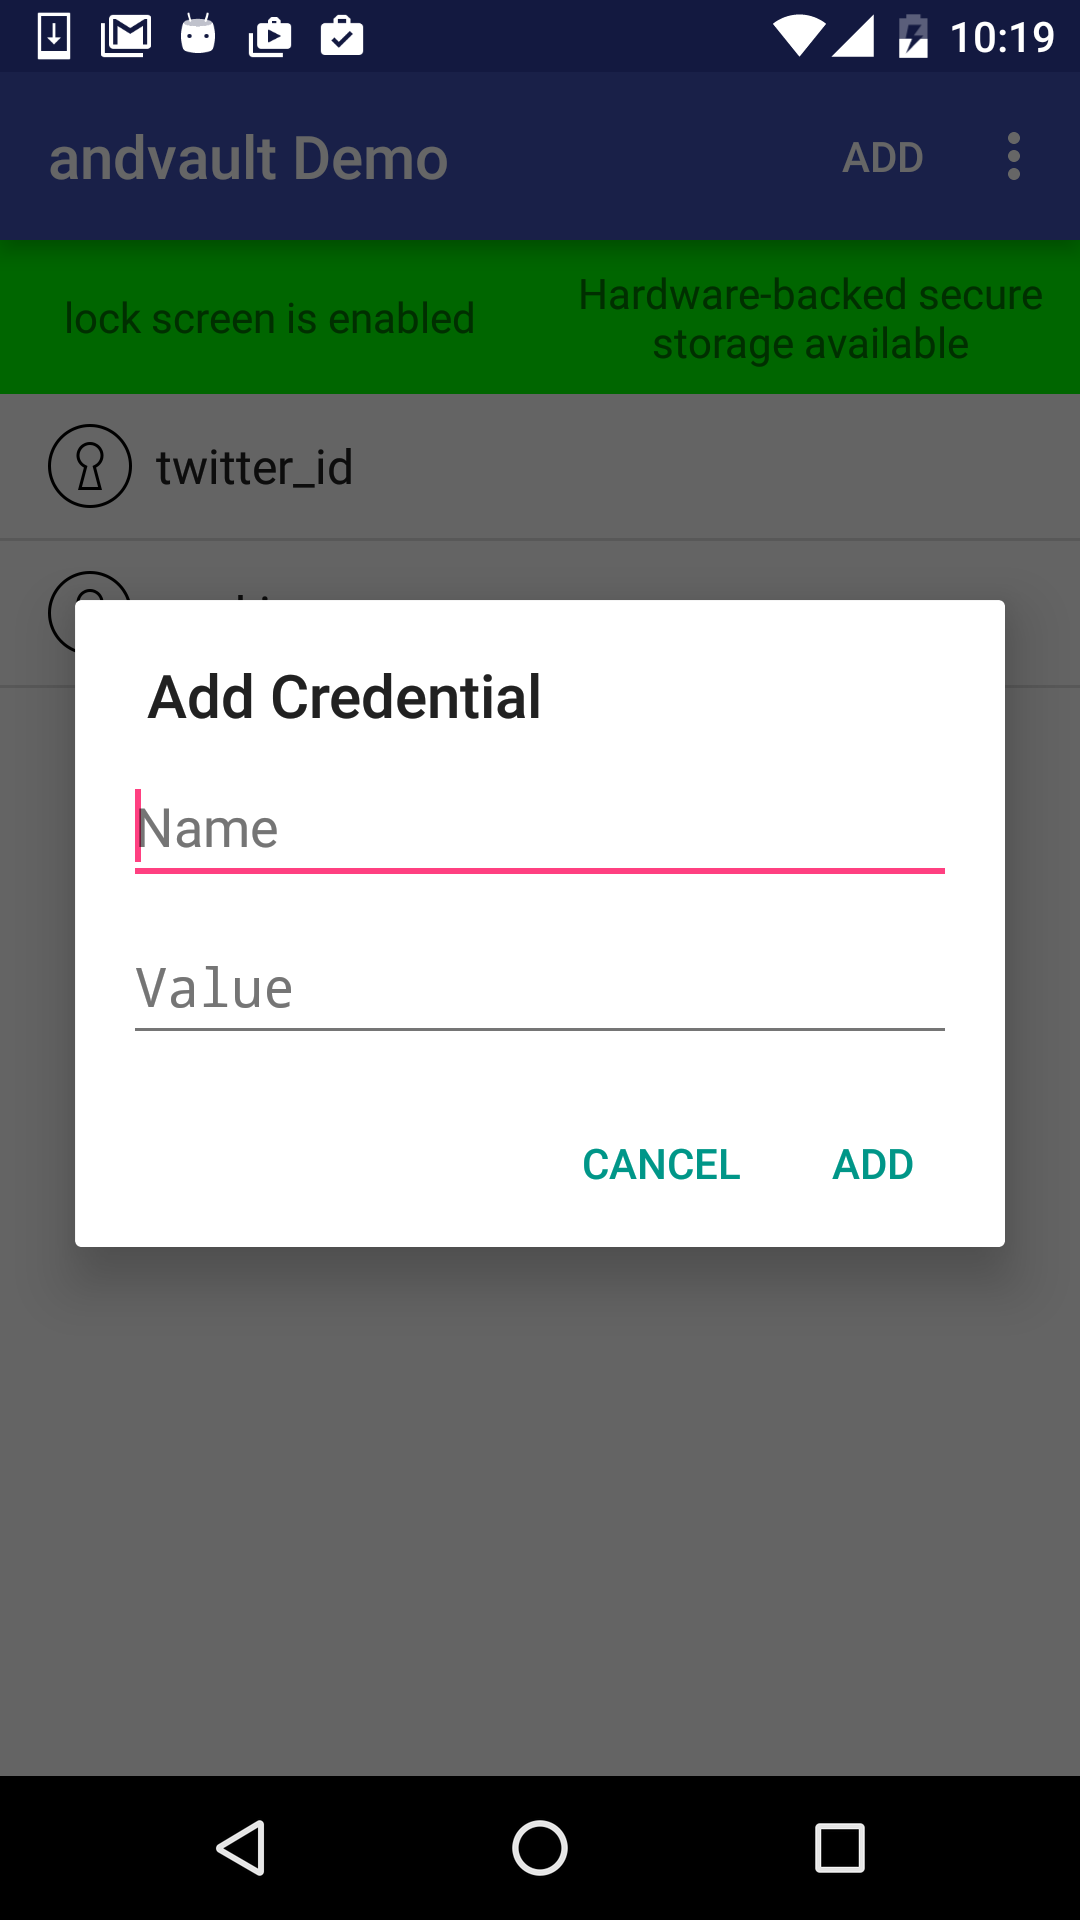 10:19
andvault Demo ADD
lock screen is enabled
Hardware-backed secure
storage available
twitter_id
Add Credential
Name
Value
CANCEL ADD